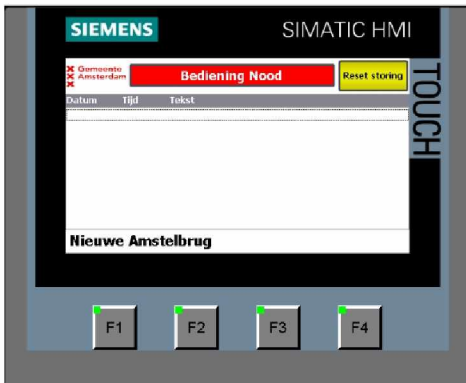 SIEMENS SIMATIC HMI
TOUCH
Gemeente
Amsterdam
Bediening Nood
Reset storing
Datum Tijd Tekst
Nieuwe Amstelbrug
F1 F2 F3 F4